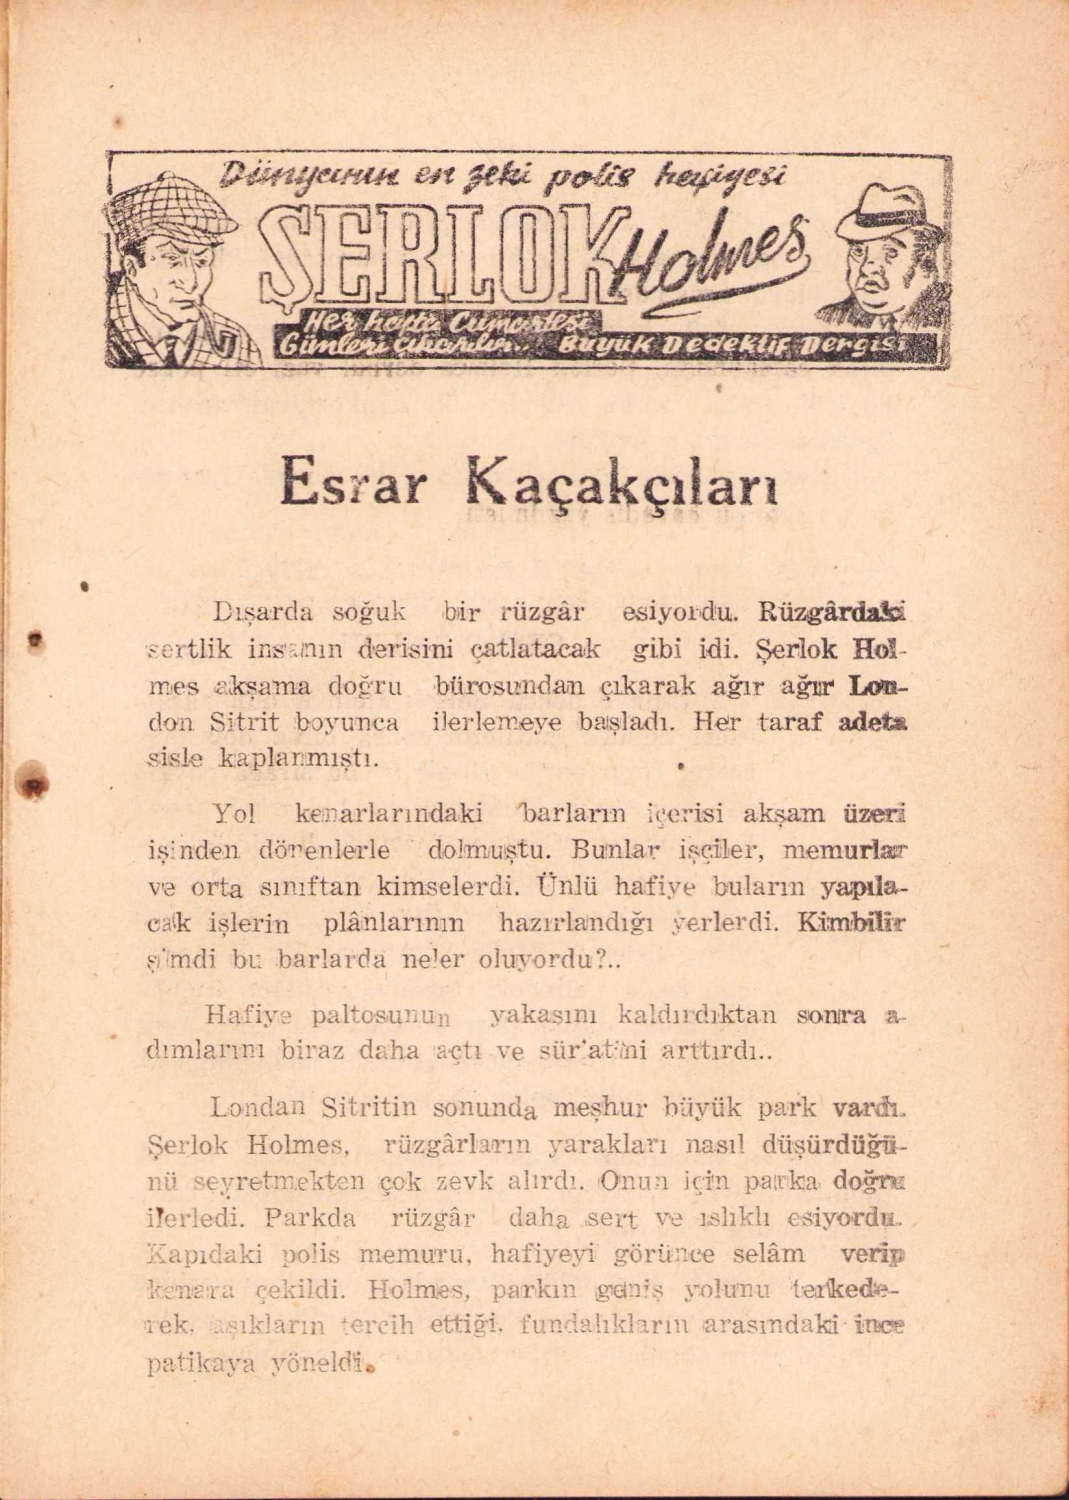 Dünyanın en zeki polis hafiyesi
ŞERLOK Holmes
Her hafta Cumartesi
Günleri çıkarılır... Büyük Dedektif Dergisi
Esrar Kaçakçıları
Dışarda soğuk bir rüzgâr esiyordu. Rüzgârdaki
sertlik insanın derisini çatlatacak gibi idi. Şerlok Hol-
mes akşama doğru bürosundan çıkarak ağır ağır Lon-
don Sitrit boyunca ilerlemeye başladı. Her taraf adeta
sisle kaplanmıştı.
Yol kenarlarındaki barların içerisi akşam üzeri
işinden dönenlerle dolmuştu. Bunlar işçiler, memurlar
ve orta sınıftan kimselerdi. Ünlü hafiye buların yapıla-
cak işlerin plânlarının hazırlandığı yerlerdi. Kimbilir
şimdi bu barlarda neler oluyordu?..
Hafiye paltosunun yakasını kaldırdıktan sonra a-
dımlarını biraz daha açtı ve sür'atini arttırdı..
Londan Sitritin sonunda meşhur büyük park vardı.
Şerlok Holmes, rüzgârların yarakları nasıl düşürdüğü-
nü seyretmekten çok zevk alırdı. Onun için parka doğru
ilerledi. Parkda rüzgâr daha sert ve ıslıklı esiyordu.
Kapıdaki polis memuru, hafiyeyi görünce selâm verip
kenara çekildi. Holmes, parkın geniş yolunu terkede-
rek, aşıkların tercih ettiği, fundalıkların arasındaki ince
patikaya yöneldi.